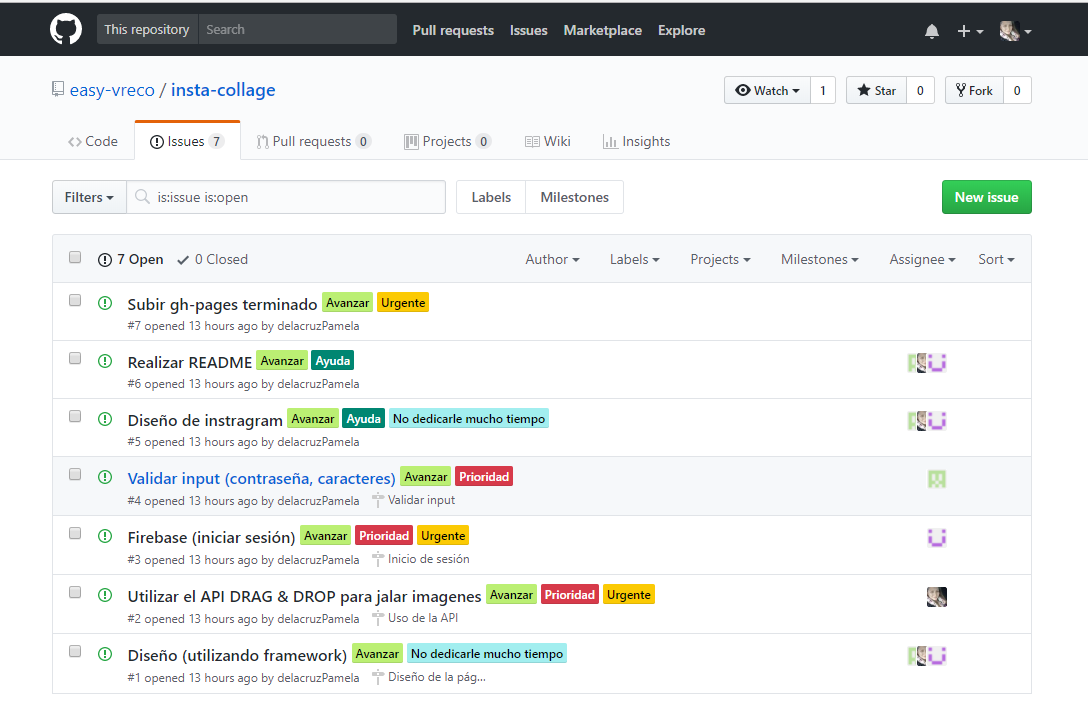 This repository Search Pull requests Issues Marketplace Explore
easy-vreco / insta-collage Watch 1 Star 0 Fork 0
Code Issues 7 Pull requests 0 Projects 0 Wiki Insights
Filters is:issue is:open Labels Milestones New issue
7 Open 0 Closed Author Labels Projects Milestones Assignee Sort
Subir gh-pages terminado Avanzar Urgente
#7 opened 13 hours ago by delacruzPamela
Realizar README Avanzar Ayuda
#6 opened 13 hours ago by delacruzPamela
Diseño de instragram Avanzar Ayuda No dedicarle mucho tiempo
#5 opened 13 hours ago by delacruzPamela
Validar input (contraseña, caracteres) Avanzar Prioridad
#4 opened 13 hours ago by delacruzPamela Validar input
Firebase (iniciar sesión) Avanzar Prioridad Urgente
#3 opened 13 hours ago by delacruzPamela Inicio de sesión
Utilizar el API DRAG & DROP para jalar imagenes Avanzar Prioridad Urgente
#2 opened 13 hours ago by delacruzPamela Uso de la API
Diseño (utilizando framework) Avanzar No dedicarle mucho tiempo
#1 opened 13 hours ago by delacruzPamela Diseño de la pág...